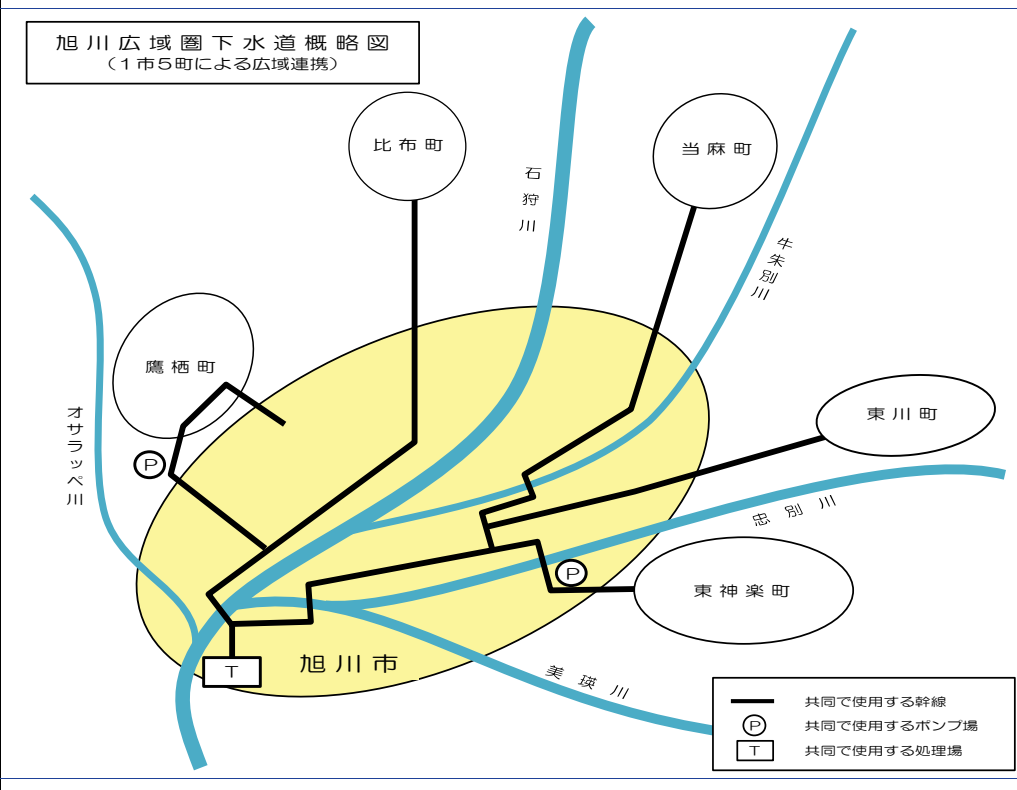 旭川広域圏下水道概略図
（１市５町による広域連携）
比布町
当麻町
石狩川
牛朱別川
鷹栖町
オサラッペ川
P
東川町
忠別川
P
東神楽町
T
旭川市
美瑛川
共同で使用する幹線
P 共同で使用するポンプ場
T 共同で使用する処理場